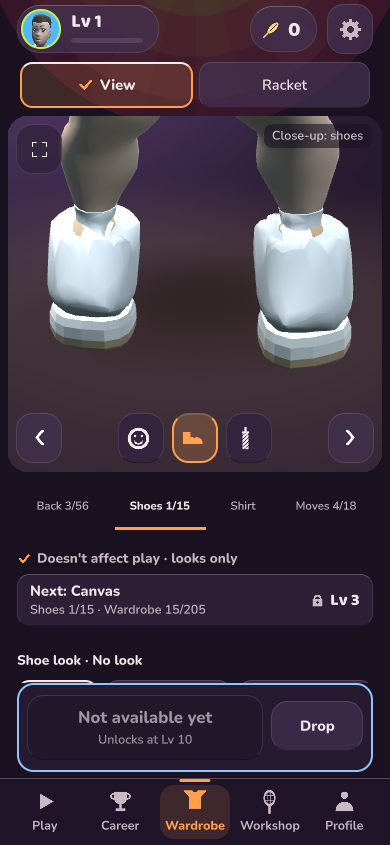 Lv 1
0
View
Racket
Close-up: shoes
Back 3/56
Shoes 1/15
Shirt
Moves 4/18
Doesn't affect play · looks only
Next: Canvas
Shoes 1/15 · Wardrobe 15/205
Lv 3
Shoe look · No look
Not available yet
Unlocks at Lv 10
Drop
Play
Career
Wardrobe
Workshop
Profile